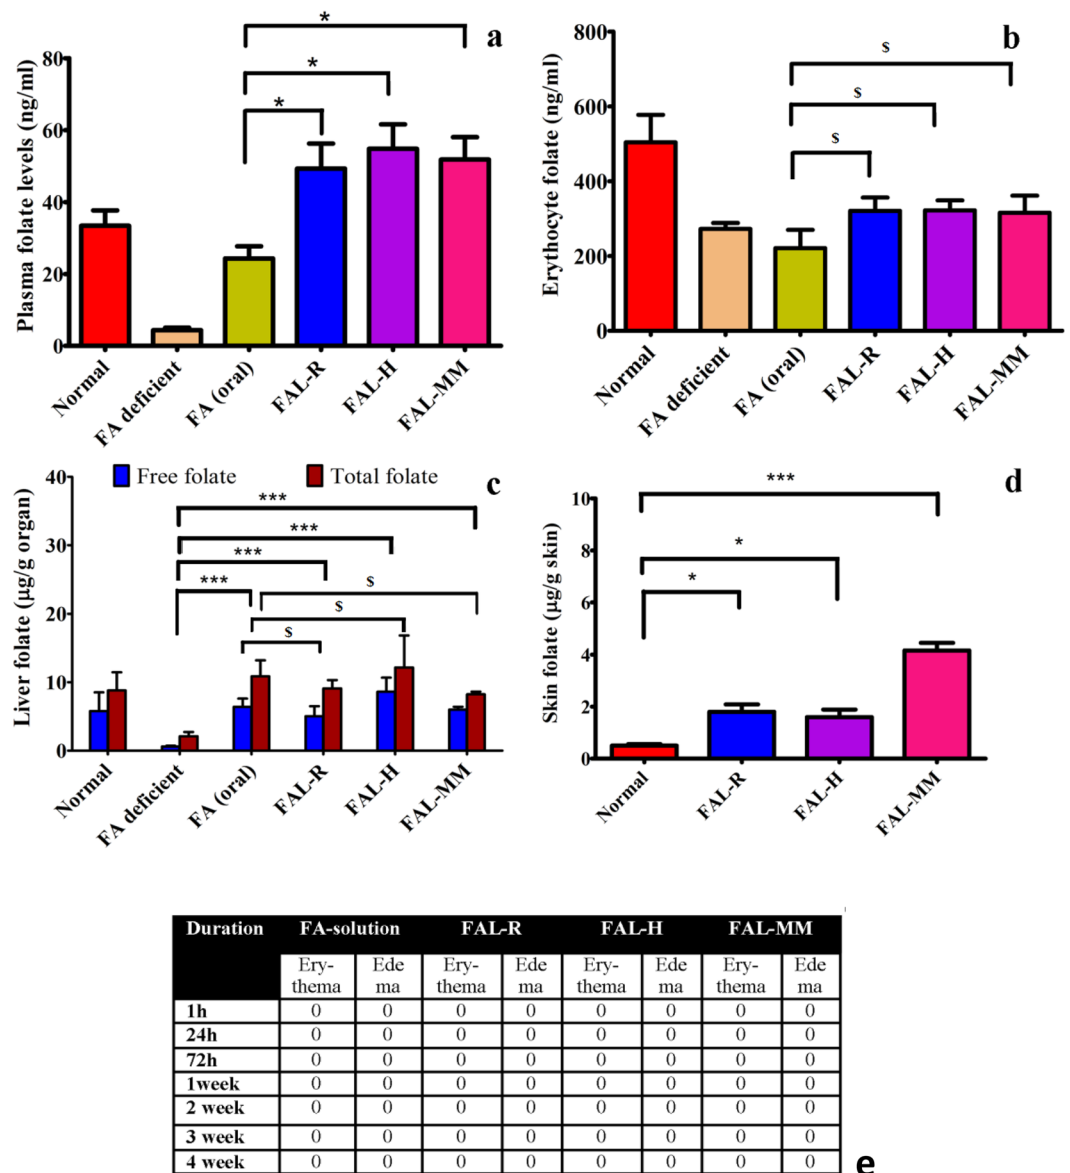 a
Plasma folate levels (ng/ml)
80
60
40
20
0
*
*
*
Normal
FA deficient
FA (oral)
FAL-R
FAL-H
FAL-MM
b
Erythocyte folate (ng/ml)
800
600
400
200
0
$
$
$
Normal
FA deficient
FA (oral)
FAL-R
FAL-H
FAL-MM
Free folate Total folate
c
Liver folate (µg/g organ)
40
30
20
10
0
***
***
***
***
$
$
$
Normal
FA deficient
FA (oral)
FAL-R
FAL-H
FAL-MM
d
Skin folate (µg/g skin)
10
8
6
4
2
0
***
*
*
Normal
FAL-R
FAL-H
FAL-MM
Duration FA-solution FAL-R FAL-H FAL-MM
Ery- Ede Ery- Ede Ery- Ede Ery- Ede
thema ma thema ma thema ma thema ma
1h 0 0 0 0 0 0 0 0
24h 0 0 0 0 0 0 0 0
72h 0 0 0 0 0 0 0 0
1week 0 0 0 0 0 0 0 0
2 week 0 0 0 0 0 0 0 0
3 week 0 0 0 0 0 0 0 0
4 week 0 0 0 0 0 0 0 0
e